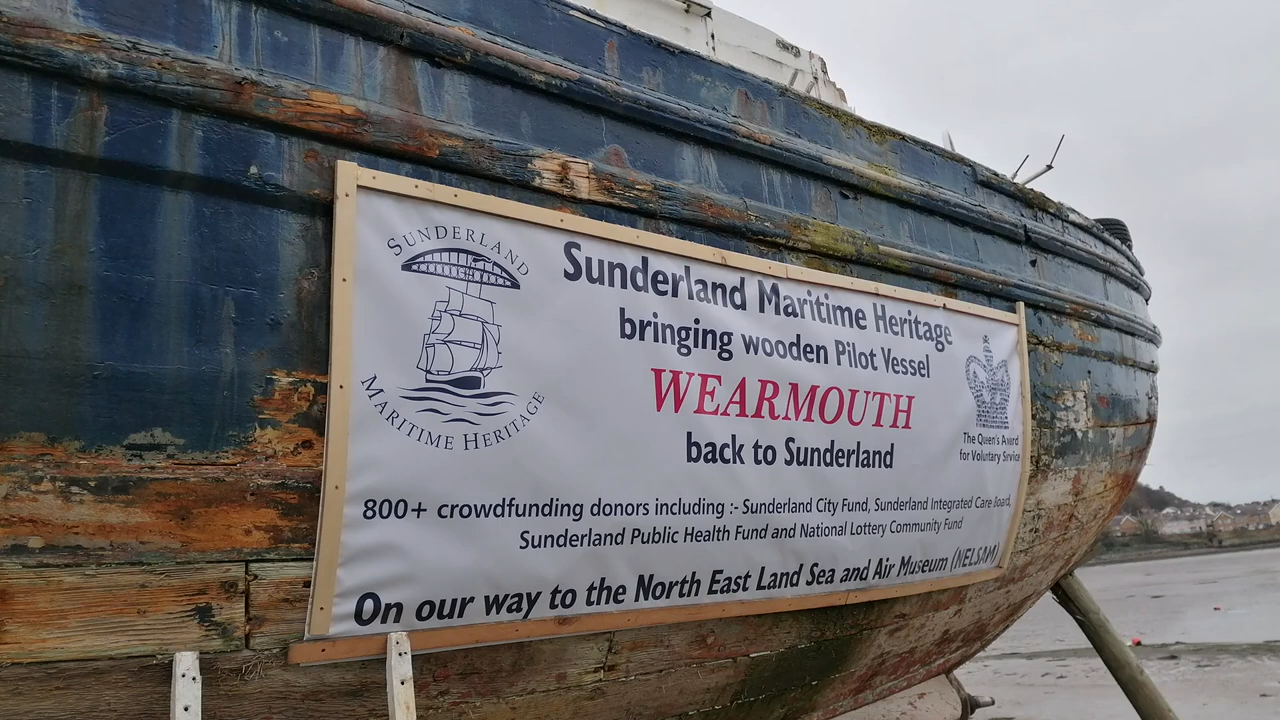 SUNDERLAND
MARITIME HERITAGE
Sunderland Maritime Heritage
bringing wooden Pilot Vessel
WEARMOUTH
back to Sunderland
The Queen's Award
for Voluntary Service
800+ crowdfunding donors including :- Sunderland City Fund, Sunderland Integrated Care Board,
Sunderland Public Health Fund and National Lottery Community Fund
On our way to the North East Land Sea and Air Museum (NELSAM)